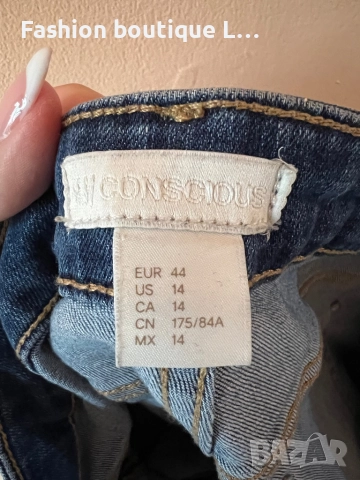 Fashion boutique L...
CONSCIOUS
EUR 44
US 14
CA 14
CN 175/84A
MX 14
BAZAR